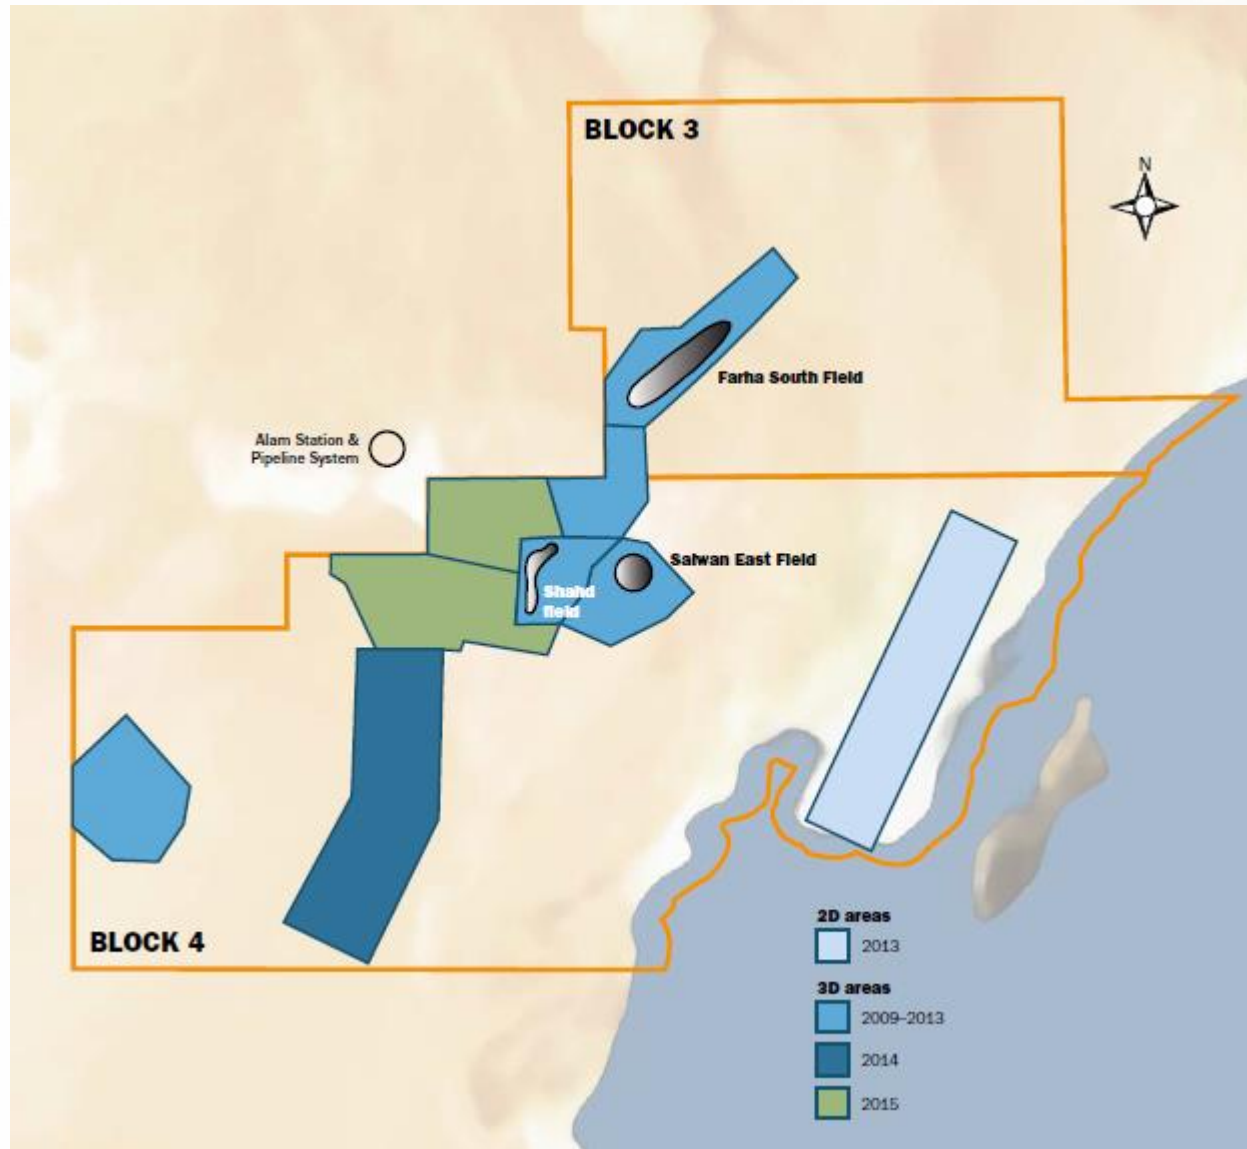 BLOCK 3
N
Farha South Field
Alam Station &
Pipeline System
Saiwan East Field
Shahd
field
BLOCK 4
2D areas
2013
3D areas
2009–2013
2014
2015